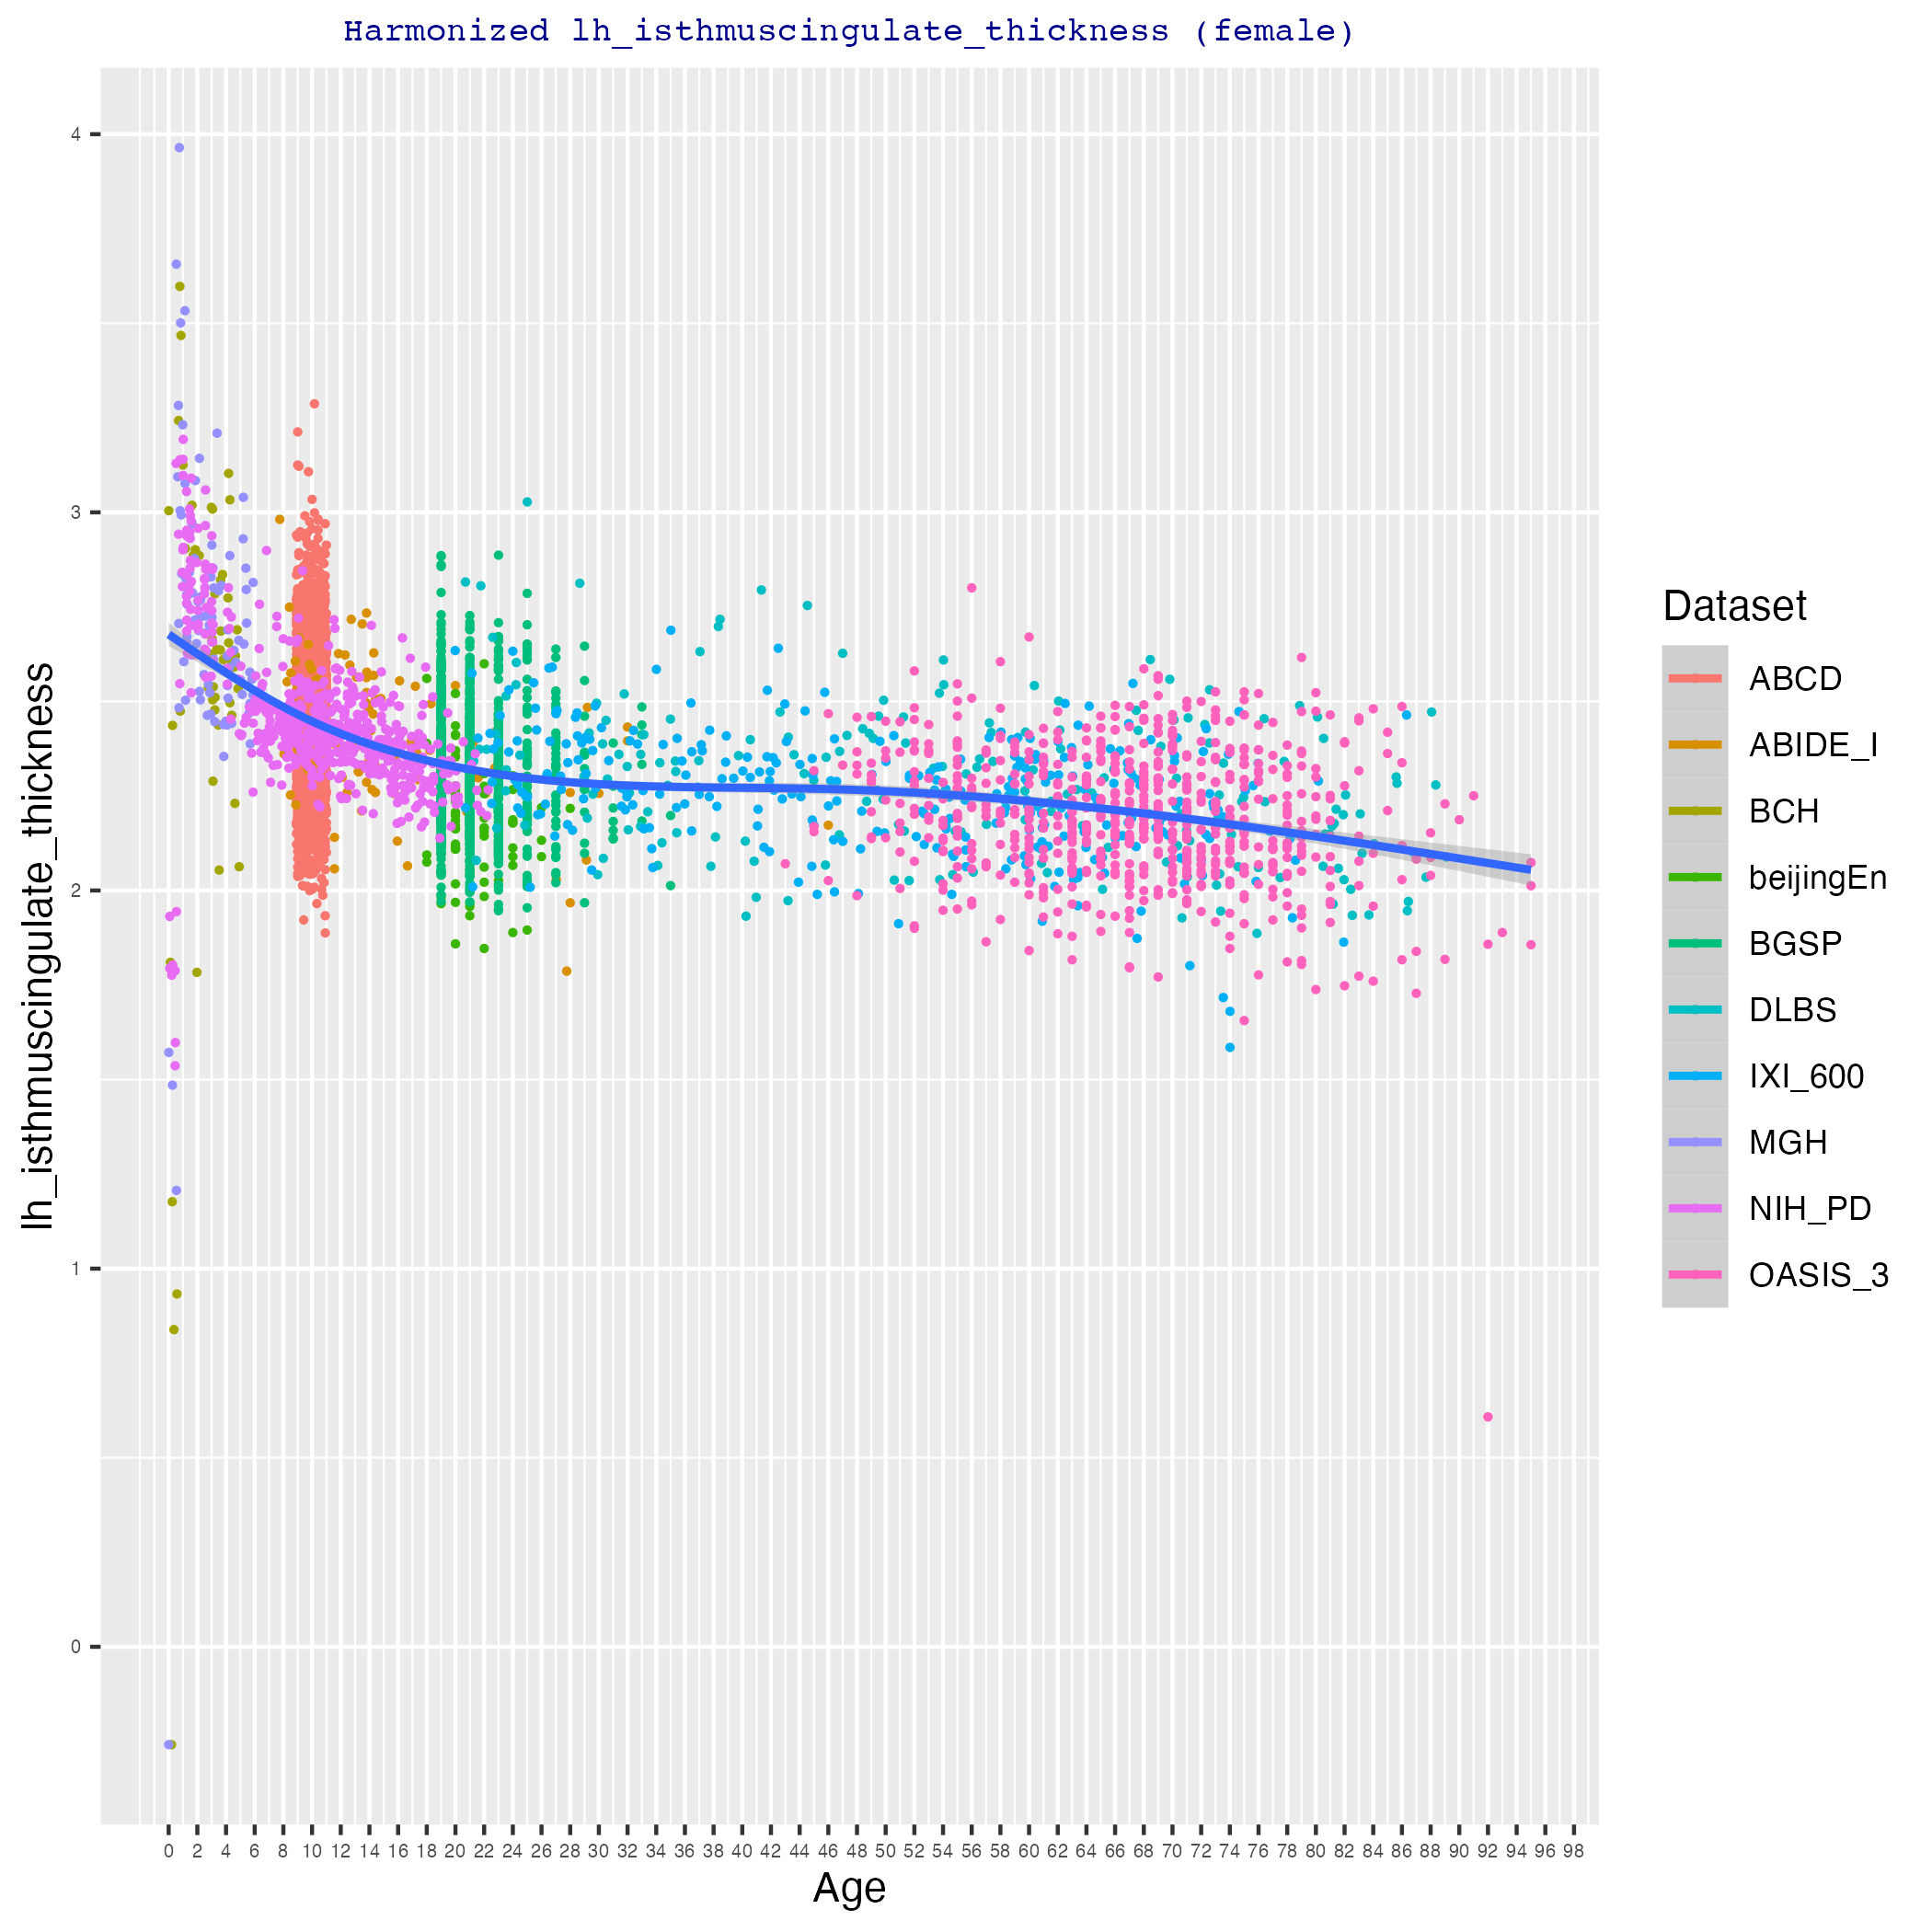 Harmonized lh_isthmuscingulate_thickness (female)
lh_isthmuscingulate_thickness
4
3
2
1
0
0 2 4 6 8 10 12 14 16 18 20 22 24 26 28 30 32 34 36 38 40 42 44 46 48 50 52 54 56 58 60 62 64 66 68 70 72 74 76 78 80 82 84 86 88 90 92 94 96 98
Age
Dataset
ABCD
ABIDE_I
BCH
beijingEn
BGSP
DLBS
IXI_600
MGH
NIH_PD
OASIS_3